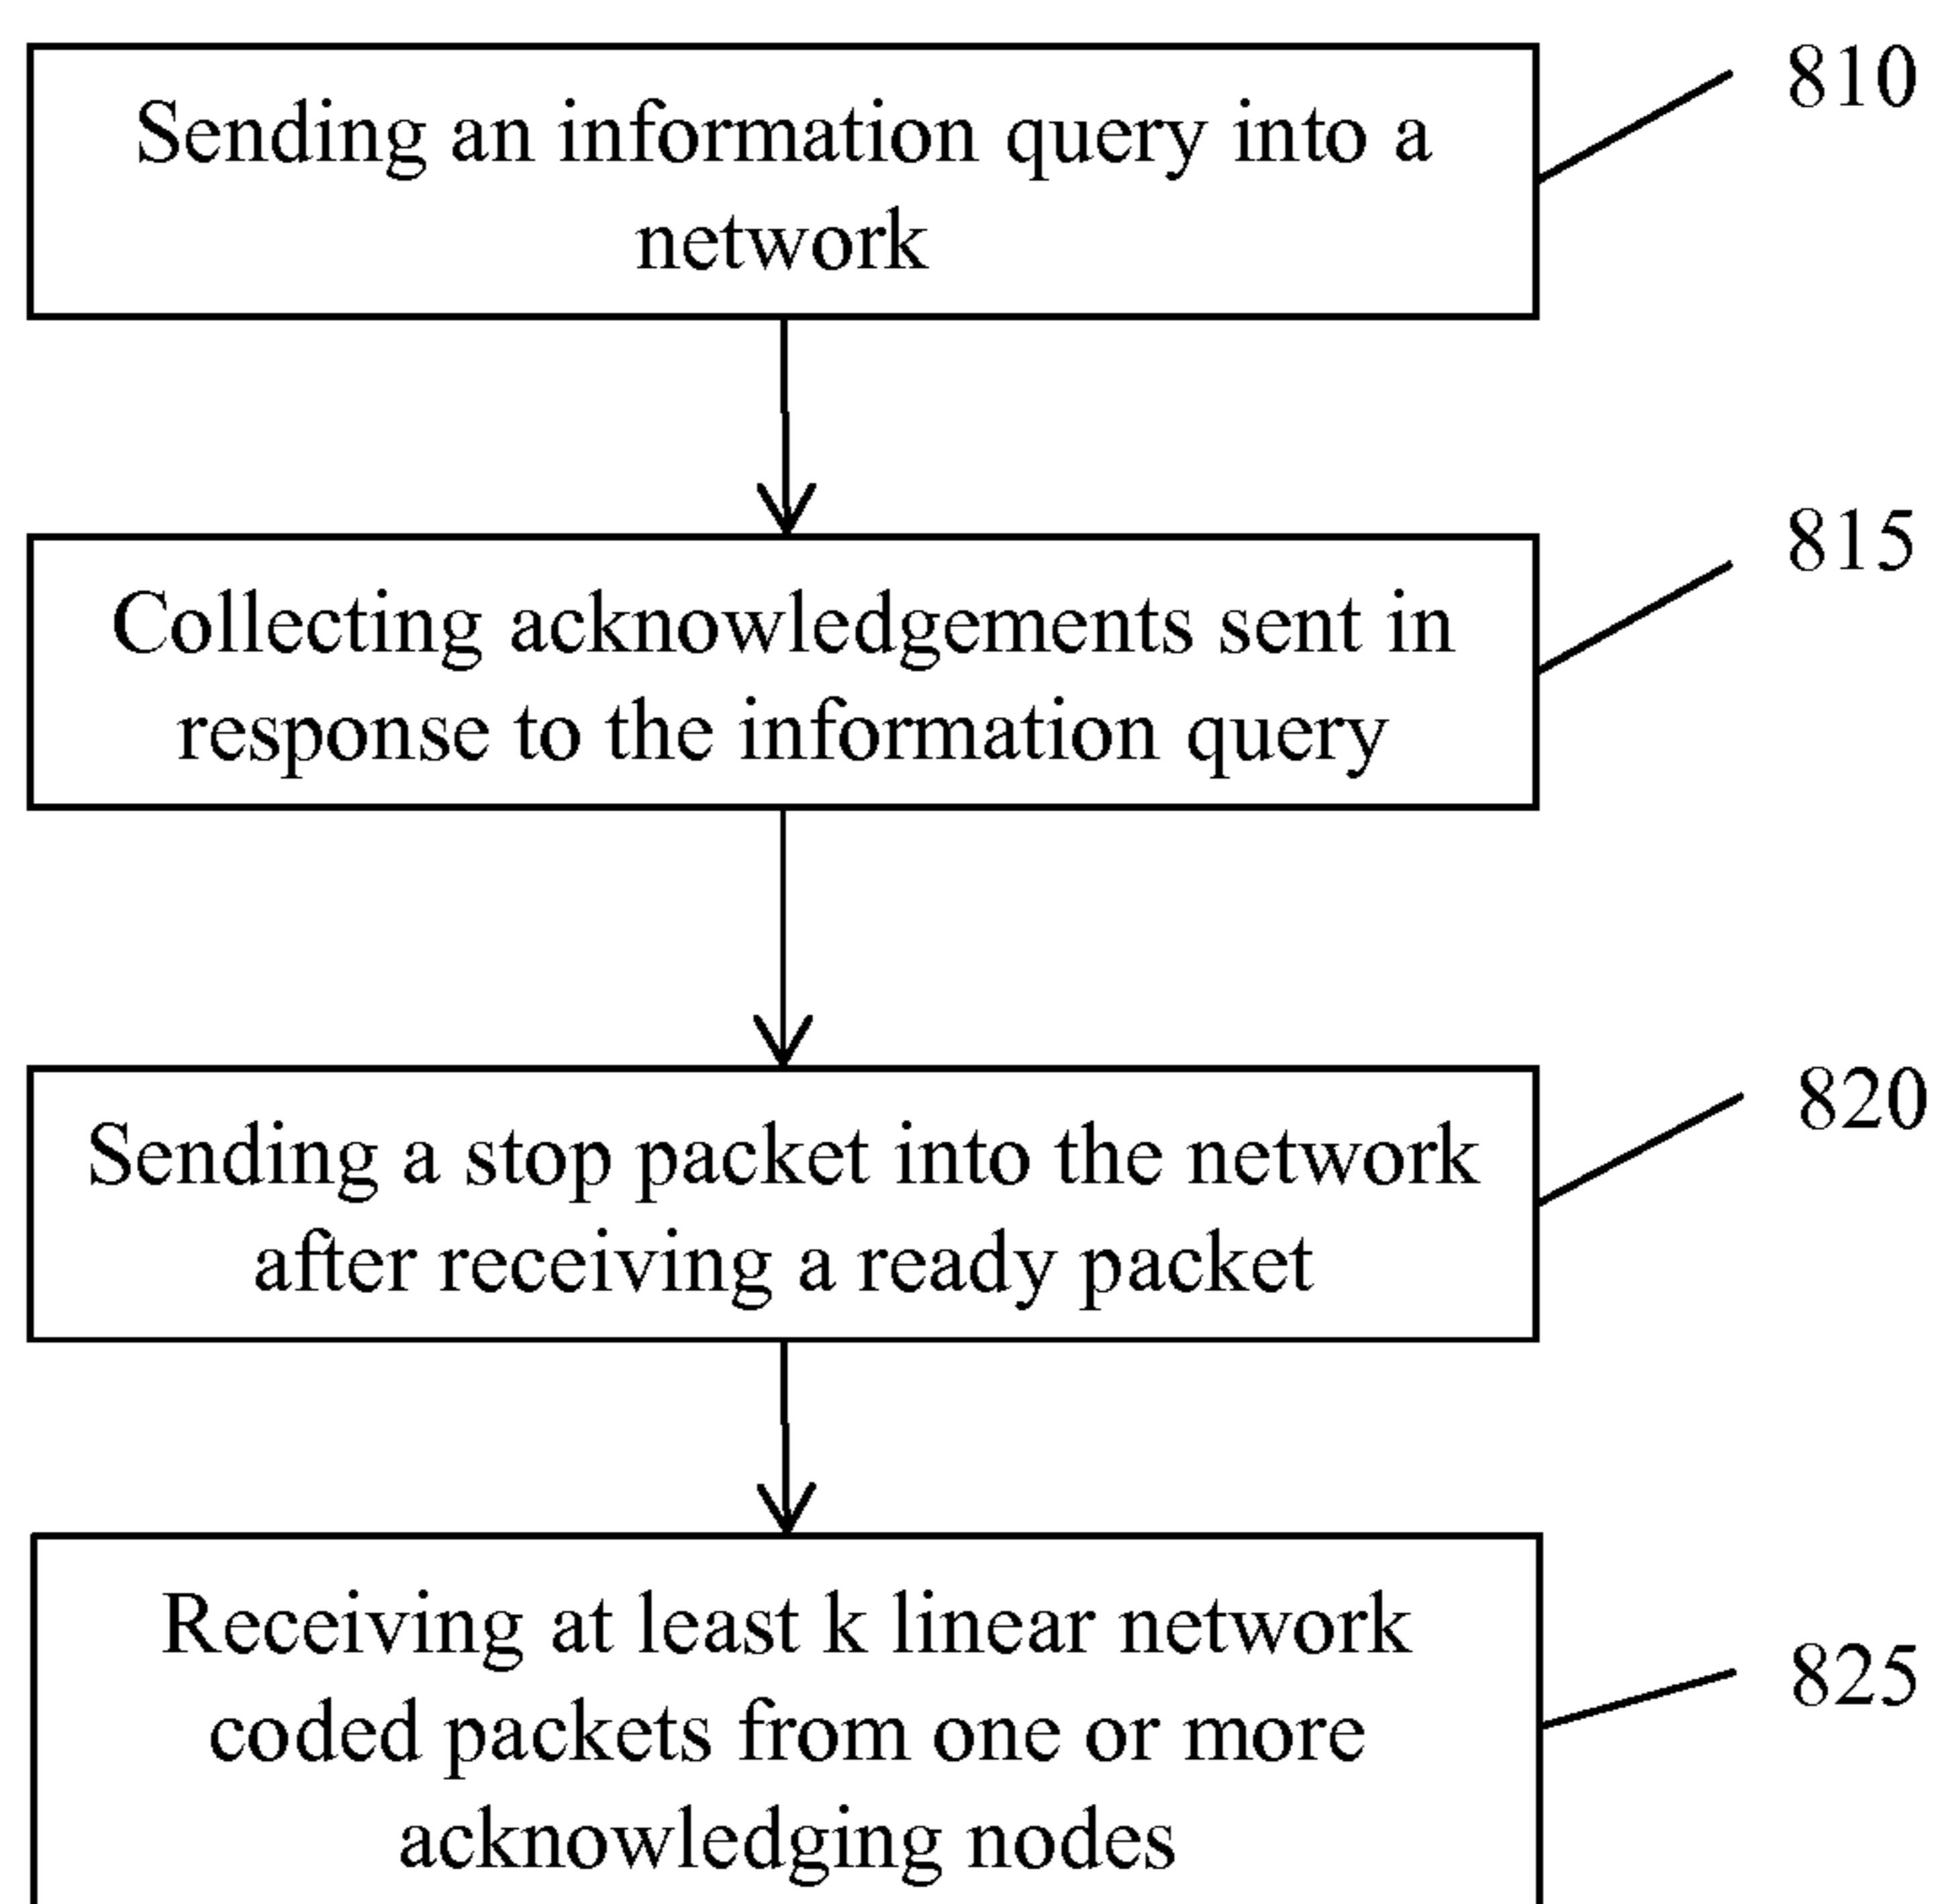 Sending an information query into a
network
810
Collecting acknowledgements sent in
response to the information query
815
Sending a stop packet into the network
after receiving a ready packet
820
Receiving at least k linear network
coded packets from one or more
acknowledging nodes
825